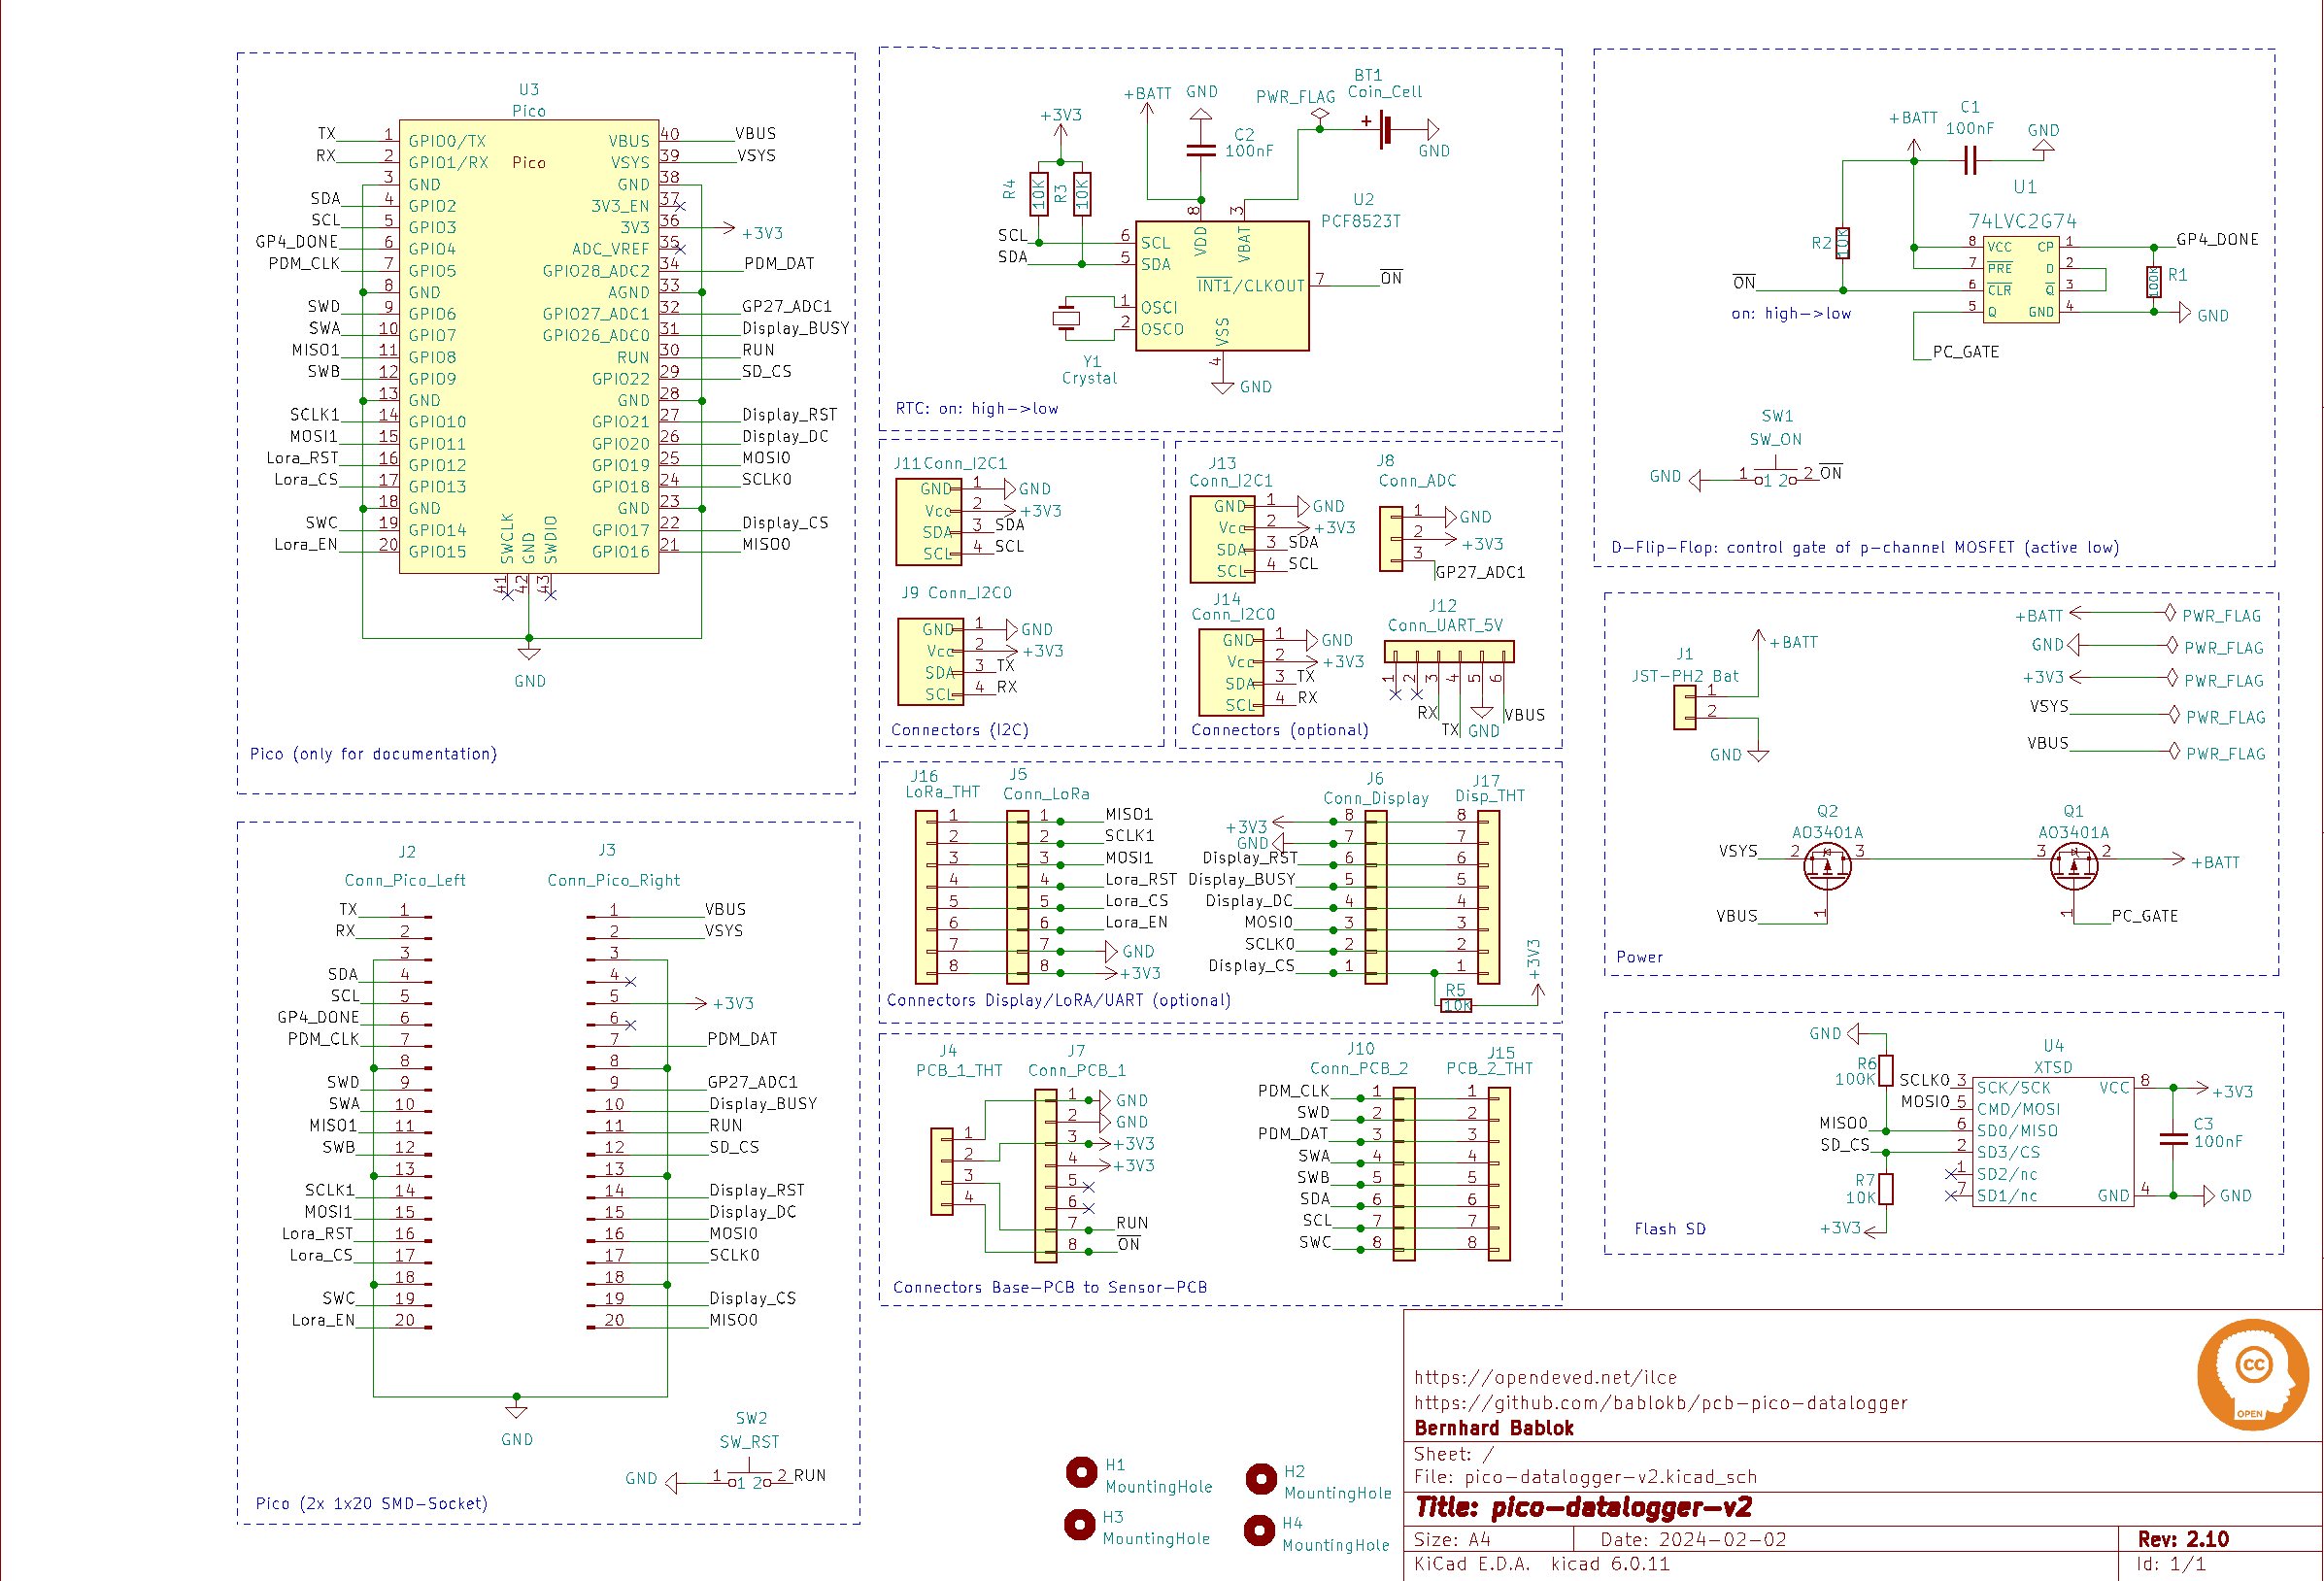 U3
Pico
Pico
TX 1 GPIO0/TX VBUS 40 VBUS
RX 2 GPIO1/RX VSYS 39 VSYS
3 GND GND 38
SDA 4 GPIO2 3V3_EN 37
SCL 5 GPIO3 3V3 36 +3V3
GP4_DONE 6 GPIO4 ADC_VREF 35
PDM_CLK 7 GPIO5 GPIO28_ADC2 34 PDM_DAT
8 GND AGND 33
SWD 9 GPIO6 GPIO27_ADC1 32 GP27_ADC1
SWA 10 GPIO7 GPIO26_ADC0 31 Display_BUSY
MISO1 11 GPIO8 RUN 30 RUN
SWB 12 GPIO9 GPIO22 29 SD_CS
13 GND GND 28
SCLK1 14 GPIO10 GPIO21 27 Display_RST
MOSI1 15 GPIO11 GPIO20 26 Display_DC
Lora_RST 16 GPIO12 GPIO19 25 MOSI0
Lora_CS 17 GPIO13 GPIO18 24 SCLK0
18 GND GND 23
SWC 19 GPIO14 GPIO17 22 Display_CS
Lora_EN 20 GPIO15 GPIO16 21 MISO0
SWCLK GND SWDIO
41 42 43
GND
Pico (only for documentation)
J2
Conn_Pico_Left
J3
Conn_Pico_Right
TX 1
RX 2
3
SDA 4
SCL 5
GP4_DONE 6
PDM_CLK 7
8
SWD 9
SWA 10
MISO1 11
SWB 12
13
SCLK1 14
MOSI1 15
Lora_RST 16
Lora_CS 17
18
SWC 19
Lora_EN 20
1 VBUS
2 VSYS
3
4
5 +3V3
6
7 PDM_DAT
8
9 GP27_ADC1
10 Display_BUSY
11 RUN
12 SD_CS
13
14 Display_RST
15 Display_DC
16 MOSI0
17 SCLK0
18
19 Display_CS
20 MISO0
GND
SW2
SW_RST
GND 1 1 2 2 RUN
Pico (2x 1x20 SMD-Socket)
+3V3
+BATT
GND
C2
100nF
PWR_FLAG
BT1
Coin_Cell
+
GND
R4 10K R3 10K
U2
PCF8523T
8 VDD
3 VBAT
SCL 6 SCL
SDA 5 SDA
INT1/CLKOUT 7 ON
1 OSCI
2 OSCO
VSS 4
GND
Y1
Crystal
RTC: on: high->low
J11 Conn_I2C1
GND 1 GND
Vcc 2 +3V3
SDA 3 SDA
SCL 4 SCL
J9 Conn_I2C0
GND 1 GND
Vcc 2 +3V3
SDA 3 TX
SCL 4 RX
Connectors (I2C)
J13
Conn_I2C1
GND 1 GND
Vcc 2 +3V3
SDA 3 SDA
SCL 4 SCL
J14
Conn_I2C0
GND 1 GND
Vcc 2 +3V3
SDA 3 TX
SCL 4 RX
J8
Conn_ADC
1 GND
2 +3V3
3
GP27_ADC1
J12
Conn_UART_5V
1 2 3 4 5 6
RX TX GND VBUS
Connectors (optional)
J16
LoRa_THT
J5
Conn_LoRa
1 1 MISO1
2 2 SCLK1
3 3 MOSI1
4 4 Lora_RST
5 5 Lora_CS
6 6 Lora_EN
7 7 GND
8 8 +3V3
J6
Conn_Display
J17
Disp_THT
+3V3 8 8
GND 7 7
Display_RST 6 6
Display_BUSY 5 5
Display_DC 4 4
MOSI0 3 3
SCLK0 2 2
Display_CS 1 1
R5
10K
+3V3
Connectors Display/LoRA/UART (optional)
J4
PCB_1_THT
1
2
3
4
J7
Conn_PCB_1
1 GND
2 GND
3 +3V3
4 +3V3
5
6
7 RUN
8 ON
J10
Conn_PCB_2
J15
PCB_2_THT
PDM_CLK 1 1
SWD 2 2
PDM_DAT 3 3
SWA 4 4
SWB 5 5
SDA 6 6
SCL 7 7
SWC 8 8
Connectors Base-PCB to Sensor-PCB
+BATT
C1
100nF
GND
U1
74LVC2G74
R2 10K
8 VCC CP 1 GP4_DONE
7 PRE D 2
ON 6 CLR Q 3
5 Q GND 4 GND
R1 100K
on: high->low
PC_GATE
SW1
SW_ON
GND 1 1 2 2 ON
D-Flip-Flop: control gate of p-channel MOSFET (active low)
J1
JST-PH2 Bat
1
2
+BATT
GND
+BATT PWR_FLAG
GND PWR_FLAG
+3V3 PWR_FLAG
VSYS PWR_FLAG
VBUS PWR_FLAG
Q2
AO3401A
VSYS 2 3
VBUS 1
Q1
AO3401A
3 2 +BATT
1 PC_GATE
Power
GND
R6
100K
U4
XTSD
SCLK0 3 SCK/SCK VCC 8 +3V3
MOSI0 5 CMD/MOSI
MISO0 6 SD0/MISO
SD_CS 2 SD3/CS
1 SD2/nc
7 SD1/nc GND 4 GND
C3
100nF
R7
10K
+3V3
Flash SD
H1
MountingHole
H2
MountingHole
H3
MountingHole
H4
MountingHole
https://opendeved.net/ilce
https://github.com/bablokb/pcb-pico-datalogger
Bernhard Bablok
CC
OPEN
Sheet: /
File: pico-datalogger-v2.kicad_sch
Title: pico-datalogger-v2
Size: A4 Date: 2024-02-02 Rev: 2.10
KiCad E.D.A. kicad 6.0.11 Id: 1/1